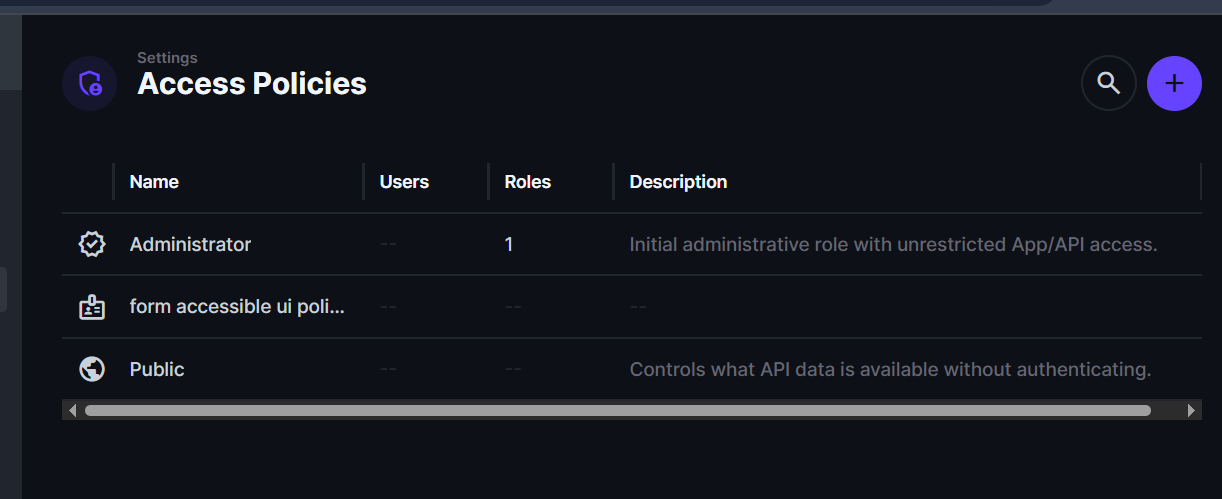 Settings
Access Policies
Name Users Roles Description
Administrator -- 1 Initial administrative role with unrestricted App/API access.
form accessible ui poli... -- -- --
Public -- -- Controls what API data is available without authenticating.